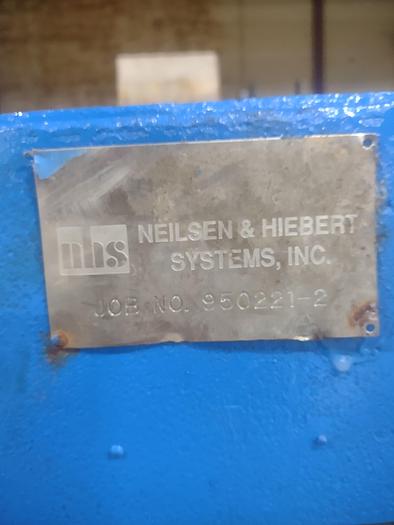 nhs
NEILSEN & HIEBERT
SYSTEMS, INC.
JOB NO. 950221-2